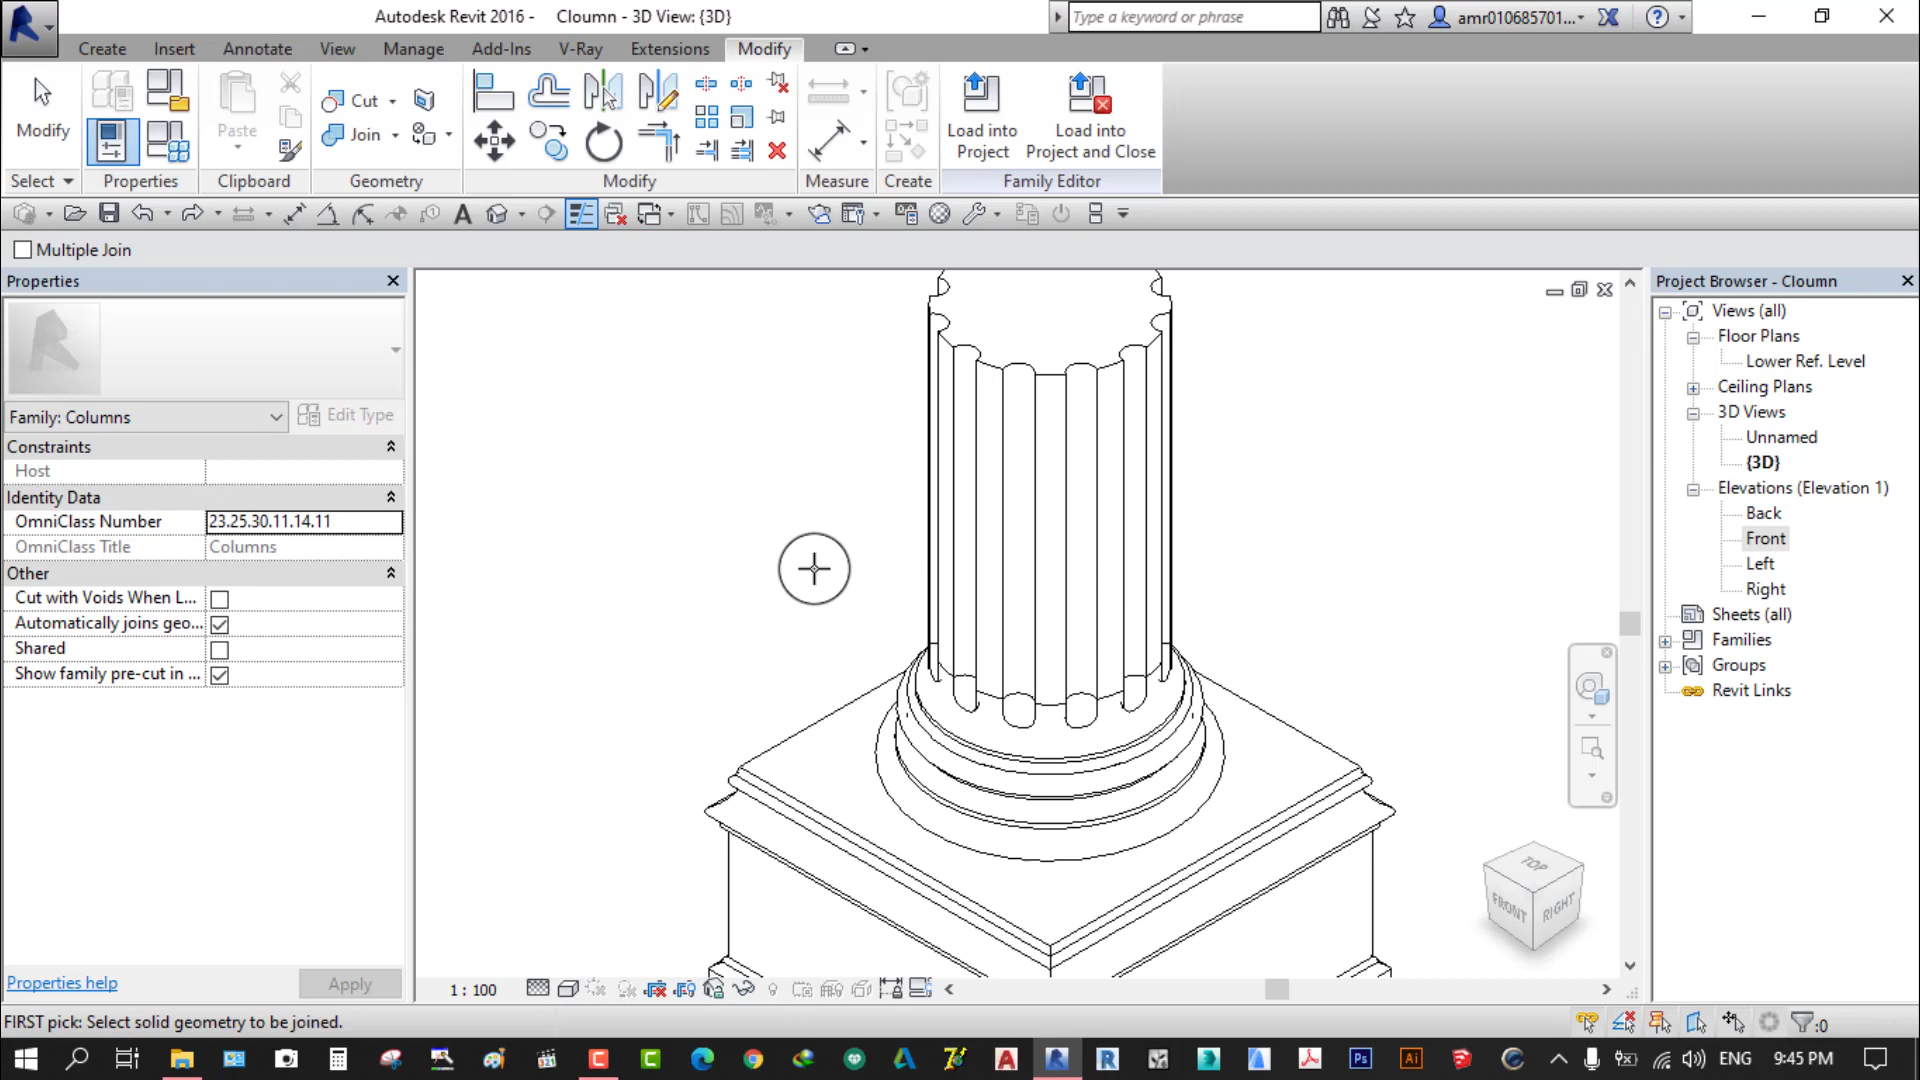 Autodesk Revit 2016 - Cloumn - 3D View: {3D}
Type a keyword or phrase
amr010685701...
Create Insert Annotate View Manage Add-Ins V-Ray Extensions Modify
Modify
Cut
Join
Paste
Load into Project
Load into Project and Close
Select Properties Clipboard Geometry Modify Measure Create Family Editor
Multiple Join
Properties
Family: Columns
Edit Type
Constraints
Host
Identity Data
OmniClass Number 23.25.30.11.14.11
OmniClass Title Columns
Other
Cut with Voids When L...
Automatically joins geo...
Shared
Show family pre-cut in ...
Properties help
Apply
TOP
FRONT
RIGHT
1 : 100
Project Browser - Cloumn
Views (all)
Floor Plans
Lower Ref. Level
Ceiling Plans
3D Views
Unnamed
{3D}
Elevations (Elevation 1)
Back
Front
Left
Right
Sheets (all)
Families
Groups
Revit Links
FIRST pick: Select solid geometry to be joined.
:0
ENG
9:45 PM